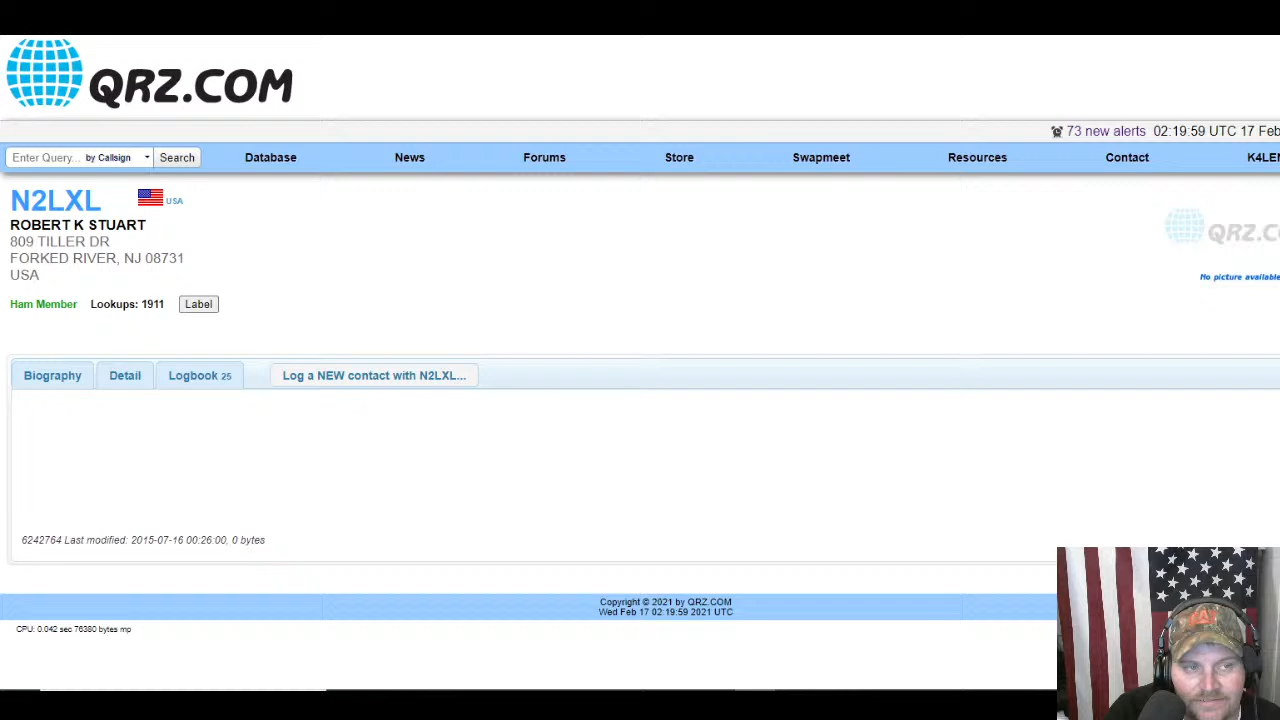 QRZ.COM
73 new alerts 02:19:59 UTC 17 Feb
Enter Query... by Callsign Search Database News Forums Store Swapmeet Resources Contact K4LEM
N2LXL USA
ROBERT K STUART
809 TILLER DR
FORKED RIVER, NJ 08731
USA
QRZ.C
No picture available
Ham Member Lookups: 1911 Label
Biography Detail Logbook 25 Log a NEW contact with N2LXL...
6242764 Last modified: 2015-07-16 00:26:00, 0 bytes
Copyright © 2021 by QRZ.COM
Wed Feb 17 02:19:59 2021 UTC
CPU: 0.042 sec 76380 bytes mp